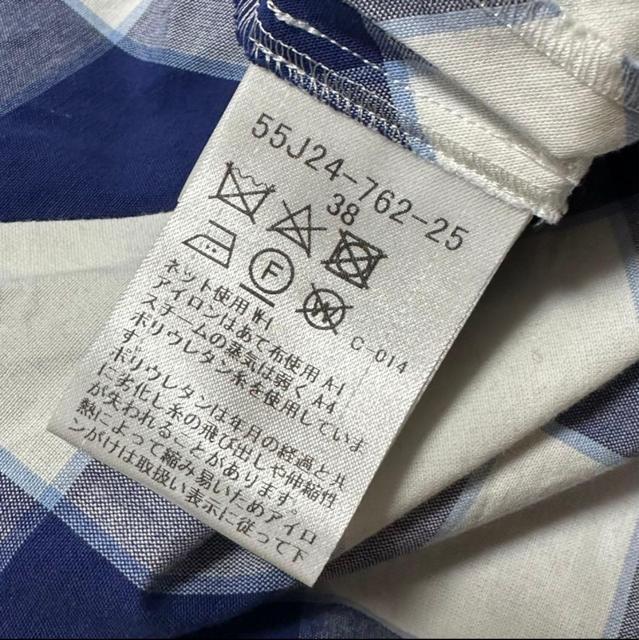 55J24-762-25
38
F
W
C-014
ネット使用 W-1
アイロンはあて布使用 A-1
スチームの蒸気は弱く A-4
ポリウレタン糸を使用していま
す。
ポリウレタンは年月の経過と共
に劣化し糸の飛び出しや伸縮性
が失われることがあります。
熱によって縮み易いためアイロ
ンがけは取扱い表示に従って下